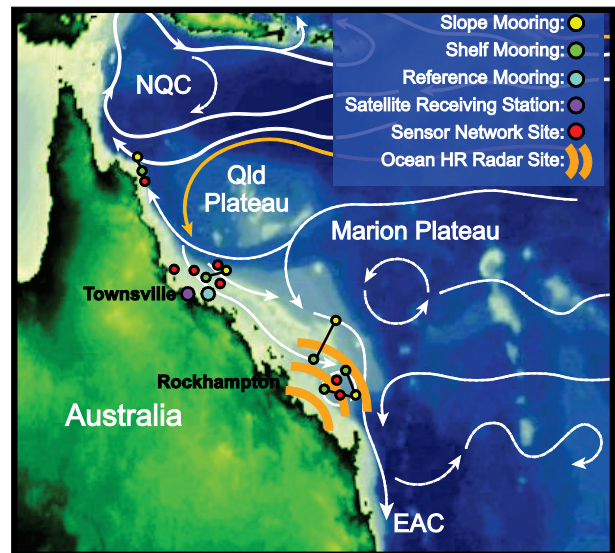 Slope Mooring:
Shelf Mooring:
Reference Mooring:
Satellite Receiving Station:
Sensor Network Site:
Ocean HR Radar Site:
NQC
Qld
Plateau
Marion Plateau
Townsville
Rockhampton
Australia
EAC